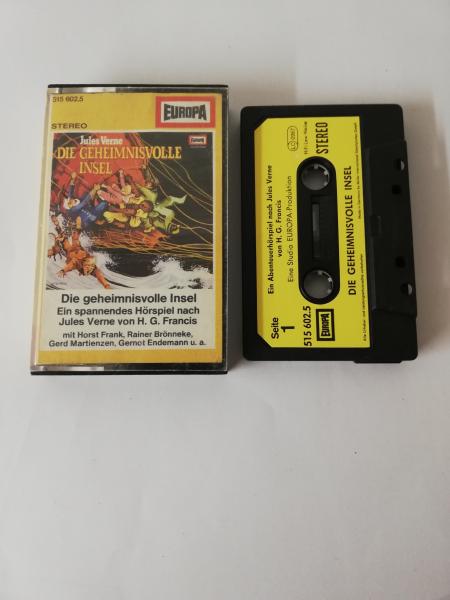 515 602.5
EUROPA
STEREO
Jules Verne
EUROPA
DIE GEHEIMNISVOLLE
INSEL
Die geheimnisvolle Insel
Ein spannendes Hörspiel nach
Jules Verne von H. G. Francis
mit Horst Frank, Rainer Brönneke,
Gerd Martienzen, Gernot Endemann u. a.
Ein Abenteuerhörspiel nach Jules Verne
von H. G. Francis
Eine Studio EUROPA-Produktion
STEREO
Seite
1
515 602.5
EUROPA
DIE GEHEIMNISVOLLE INSEL